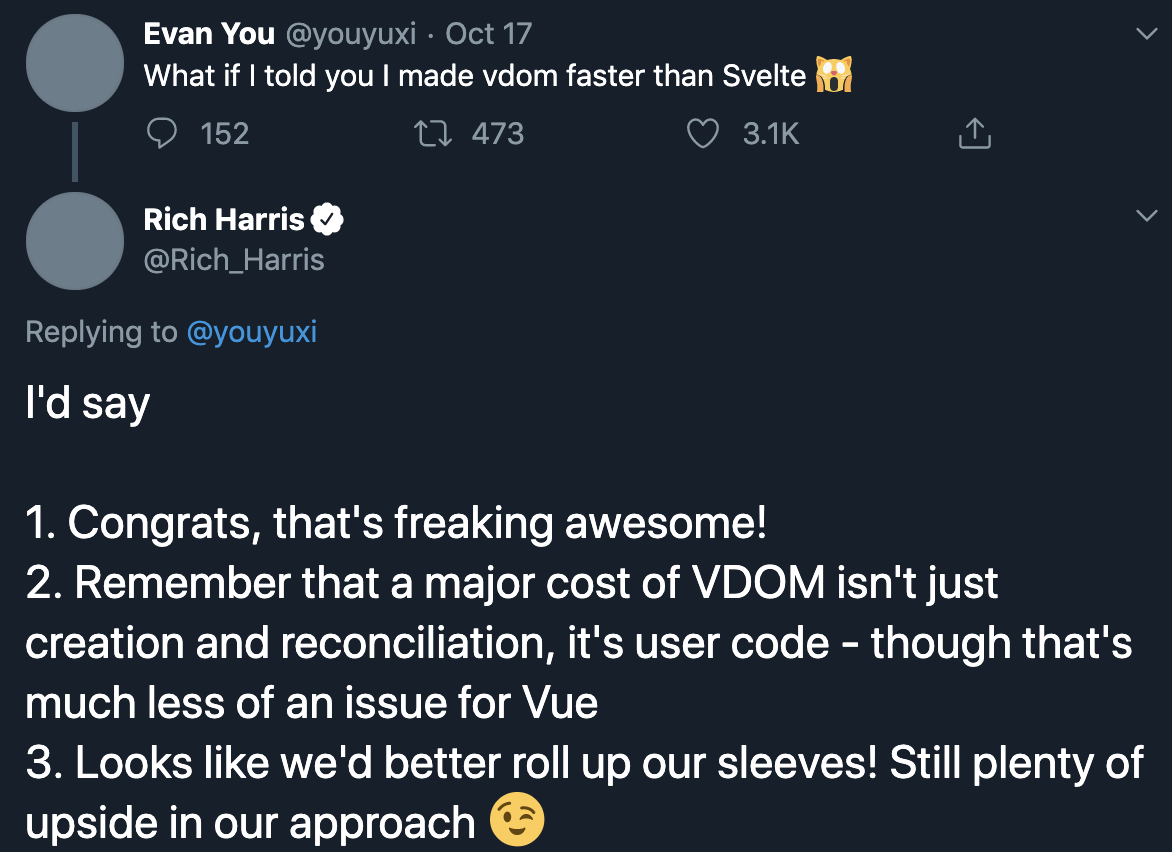 Evan You @youyuxi · Oct 17
What if I told you I made vdom faster than Svelte 🙀
152 473 3.1K
Rich Harris
@Rich_Harris
Replying to @youyuxi
I'd say
1. Congrats, that's freaking awesome!
2. Remember that a major cost of VDOM isn't just
creation and reconciliation, it's user code - though that's
much less of an issue for Vue
3. Looks like we'd better roll up our sleeves! Still plenty of
upside in our approach 😉